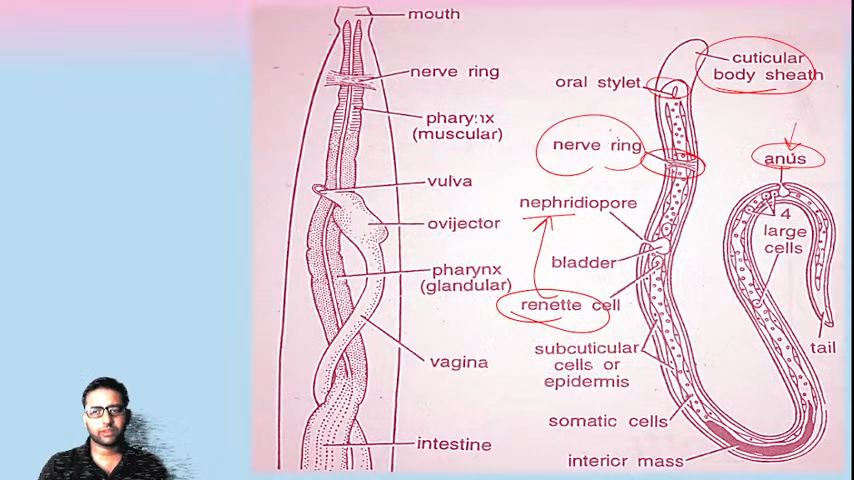 mouth
nerve ring
pharynx
(muscular)
vulva
ovijector
pharynx
(glandular)
vagina
intestine
cuticular
body sheath
oral stylet
nerve ring
anus
nephridiopore
4
large
cells
bladder
renette cell
subcuticular
cells or
epidermis
tail
somatic cells
interior mass